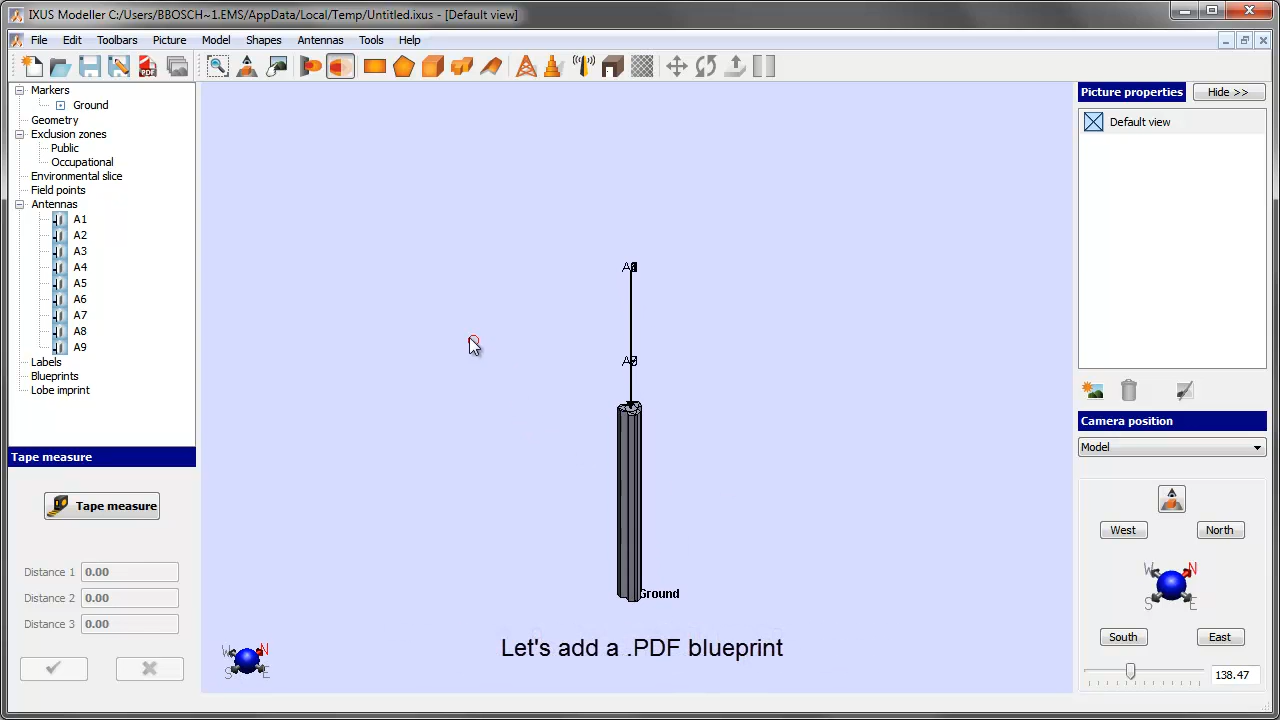 IXUS Modeller C:/Users/BBOSCH~1.EMS/AppData/Local/Temp/Untitled.ixus - [Default view]
File Edit Toolbars Picture Model Shapes Antennas Tools Help
PDF
Markers
Ground
Geometry
Exclusion zones
Public
Occupational
Environmental slice
Field points
Antennas
A1
A2
A3
A4
A5
A6
A7
A8
A9
Labels
Blueprints
Lobe imprint
Tape measure
Tape measure
Distance 1 0.00
Distance 2 0.00
Distance 3 0.00
Ground
W N
S E
Let's add a .PDF blueprint
Picture properties Hide >>
Default view
Camera position
Model
West North
W N
S E
South East
138.47